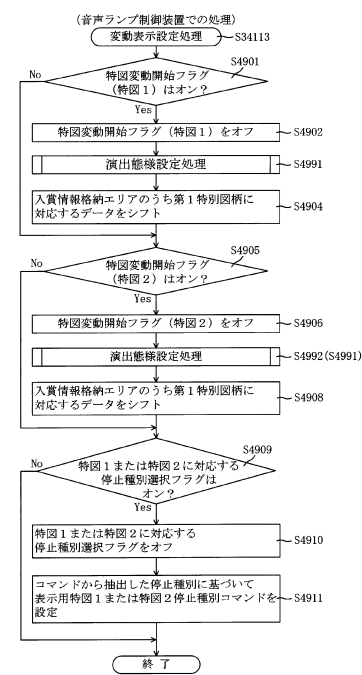 (音声ランプ制御装置での処理)
変動表示設定処理
S34113
S4901
No
特図変動開始フラグ
(特図1)はオン?
Yes
特図変動開始フラグ(特図1)をオフ
S4902
演出態様設定処理
S4991
入賞情報格納エリアのうち第1特別図柄に
対応するデータをシフト
S4904
S4905
No
特図変動開始フラグ
(特図2)はオン?
Yes
特図変動開始フラグ(特図2)をオフ
S4906
演出態様設定処理
S4992(S4991)
入賞情報格納エリアのうち第1特別図柄に
対応するデータをシフト
S4908
S4909
No
特図1または特図2に対応する
停止種別選択フラグは
オン?
Yes
特図1または特図2に対応する
停止種別選択フラグをオフ
S4910
コマンドから抽出した停止種別に基づいて
表示用特図1または特図2停止種別コマンドを
設定
S4911
終了